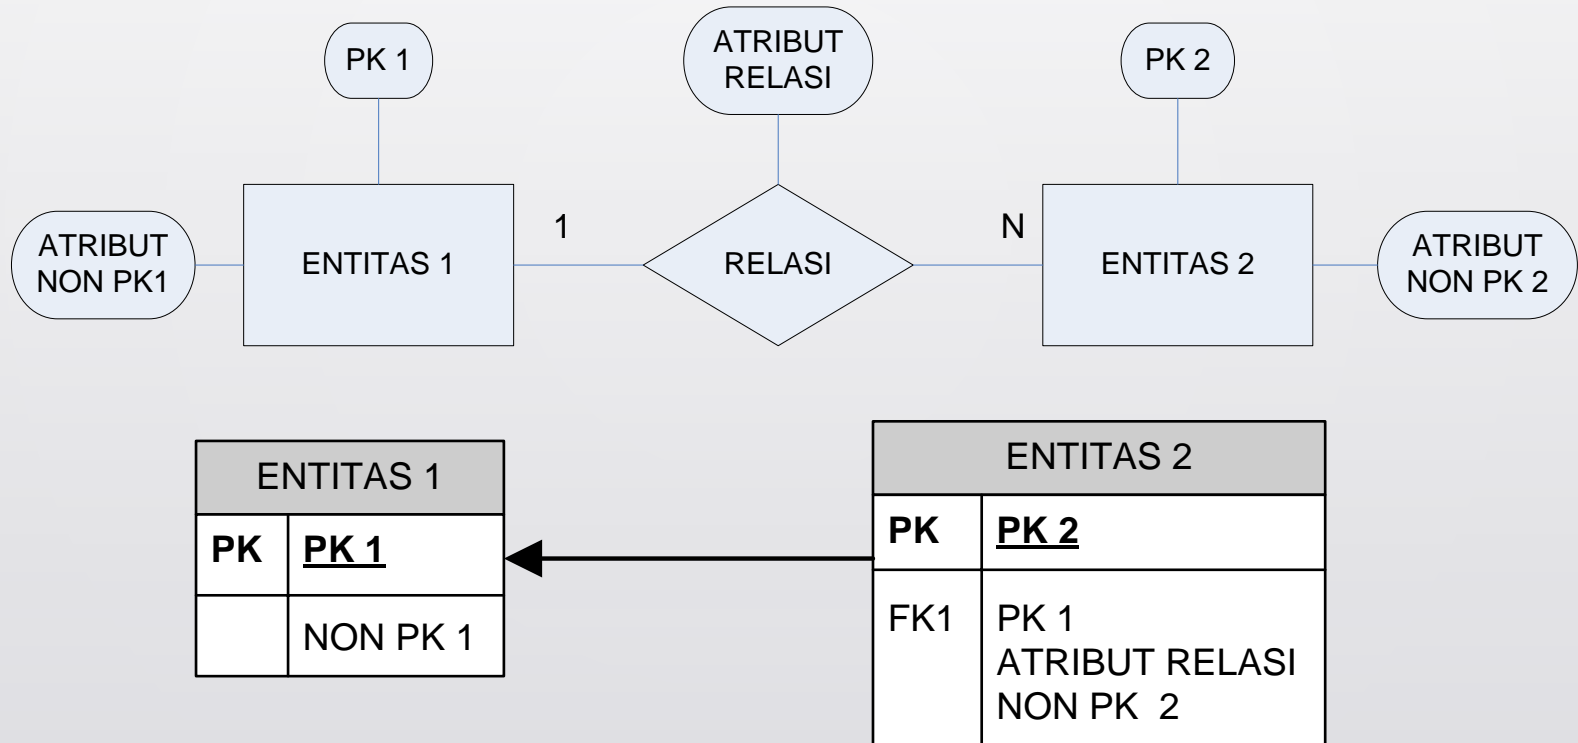 PK 1
ATRIBUT
RELASI
PK 2
ATRIBUT
NON PK1
ENTITAS 1
1
RELASI
N
ENTITAS 2
ATRIBUT
NON PK 2
ENTITAS 1
PK PK 1
NON PK 1
ENTITAS 2
PK PK 2
FK1 PK 1
ATRIBUT RELASI
NON PK 2